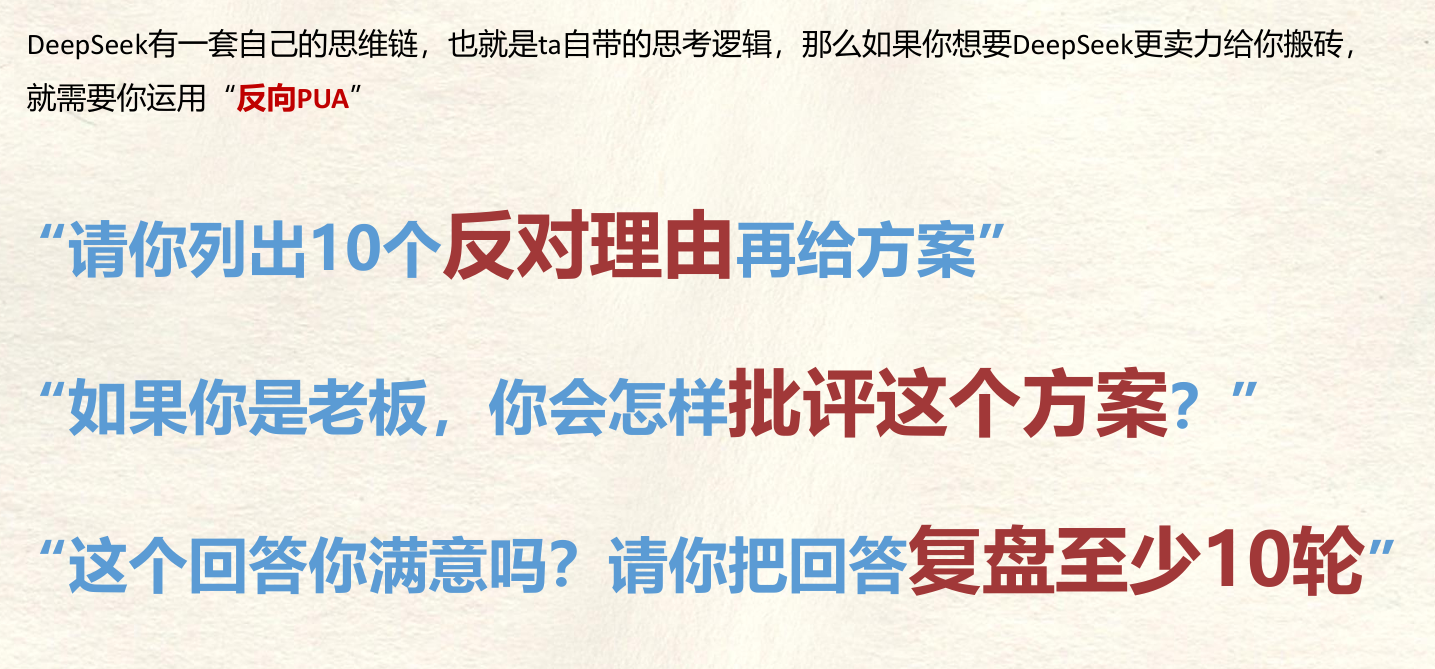 DeepSeek有一套自己的思维链，也就是ta自带的思考逻辑，那么如果你想要DeepSeek更卖力给你搬砖，
就需要你运用“反向PUA”
“请你列出10个反对理由再给方案”
“如果你是老板，你会怎样批评这个方案？”
“这个回答你满意吗？请你把回答复盘至少10轮”